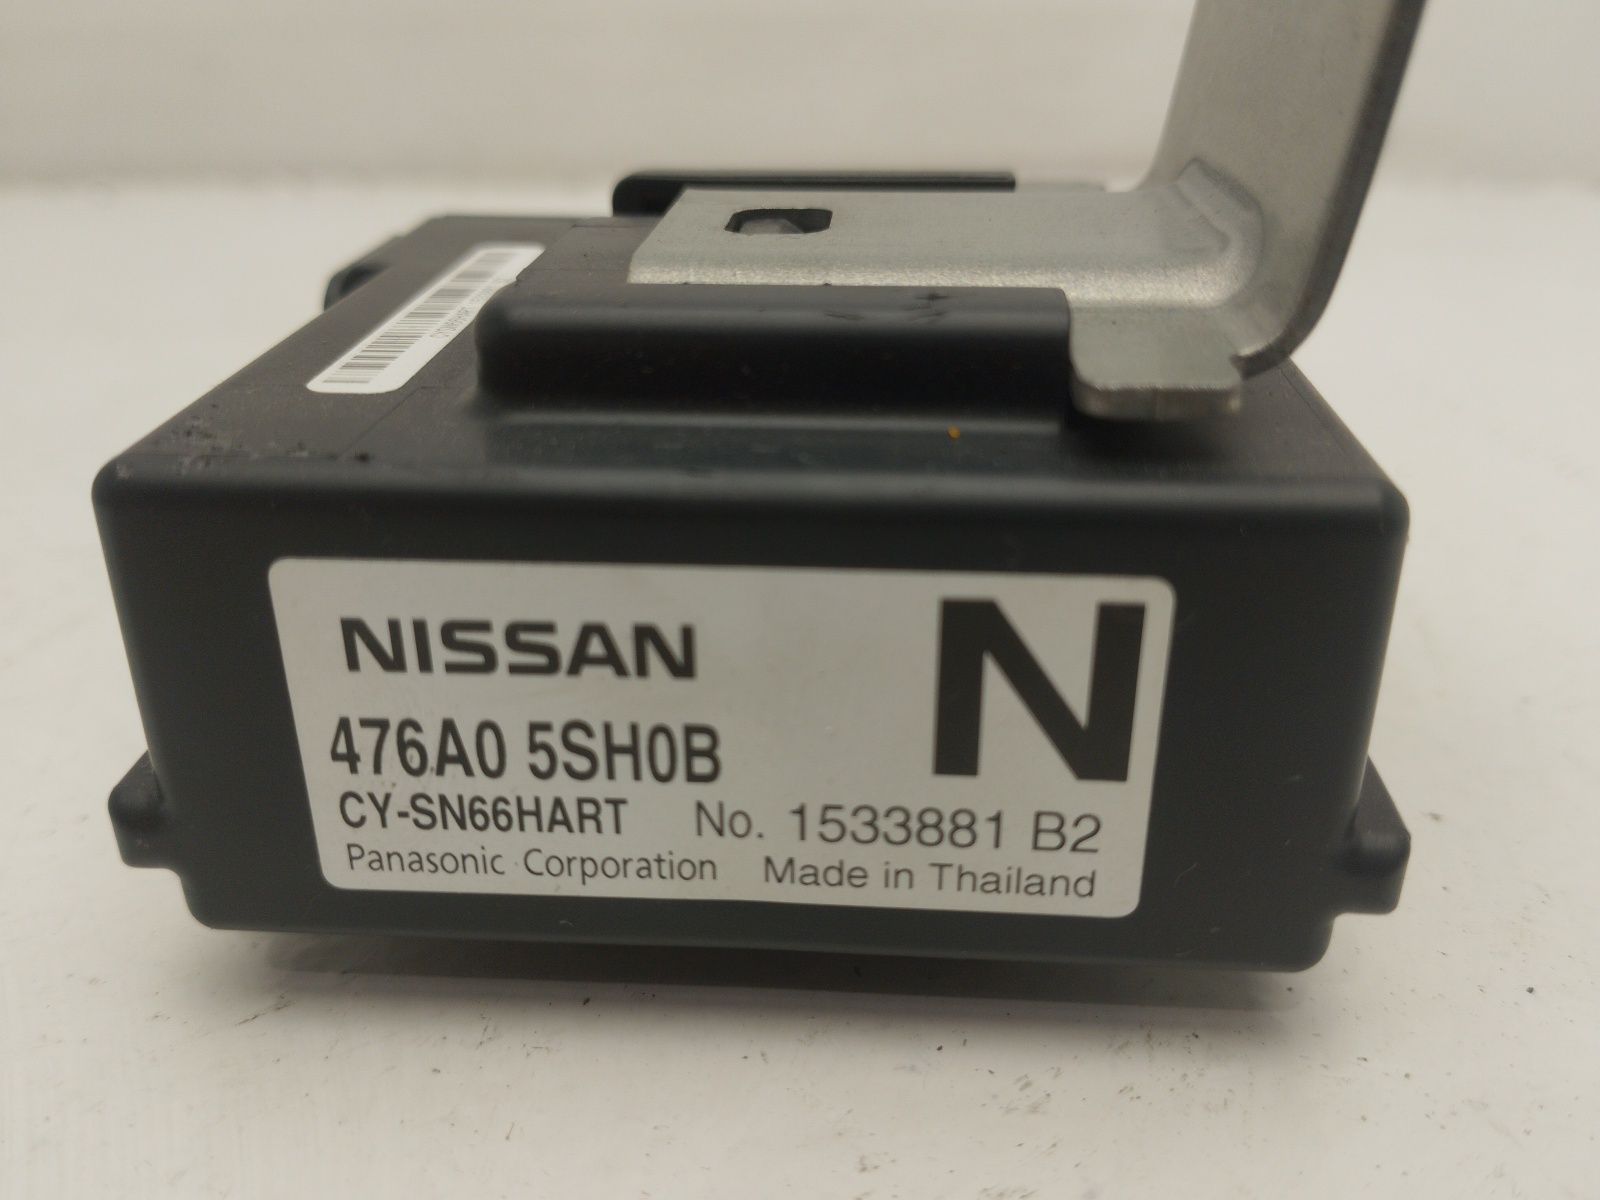 NISSAN
N
476A0 5SH0B
CY-SN66HART No. 1533881 B2
Panasonic Corporation Made in Thailand